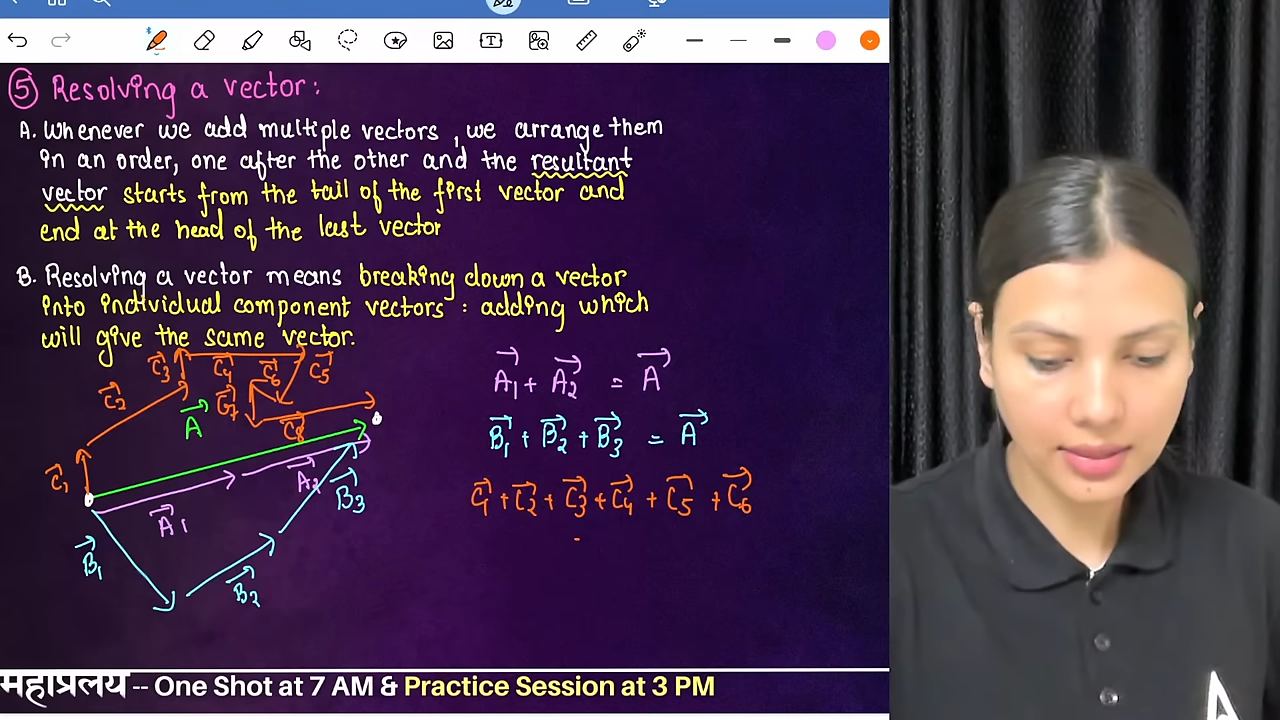 ⑤ Resolving a vector:
A. Whenever we add multiple vectors, we arrange them
in an order, one after the other and the resultant
vector starts from the tail of the first vector and
end at the head of the last vector
B. Resolving a vector means breaking down a vector
into individual component vectors : adding which
will give the same vector.
C⃗₃ C⃗₄ C⃗₆ C⃗₅
C⃗₂ C⃗₇
A⃗ C⃗₈
C⃗₁ A⃗₂ B⃗₃
A⃗₁
B⃗₁ B⃗₂
A⃗₁ + A⃗₂ = A⃗
B⃗₁ + B⃗₂ + B⃗₃ = A⃗
C⃗₁ + C⃗₂ + C⃗₃ + C⃗₄ + C⃗₅ + C⃗₆
महाप्रलय -- One Shot at 7 AM & Practice Session at 3 PM